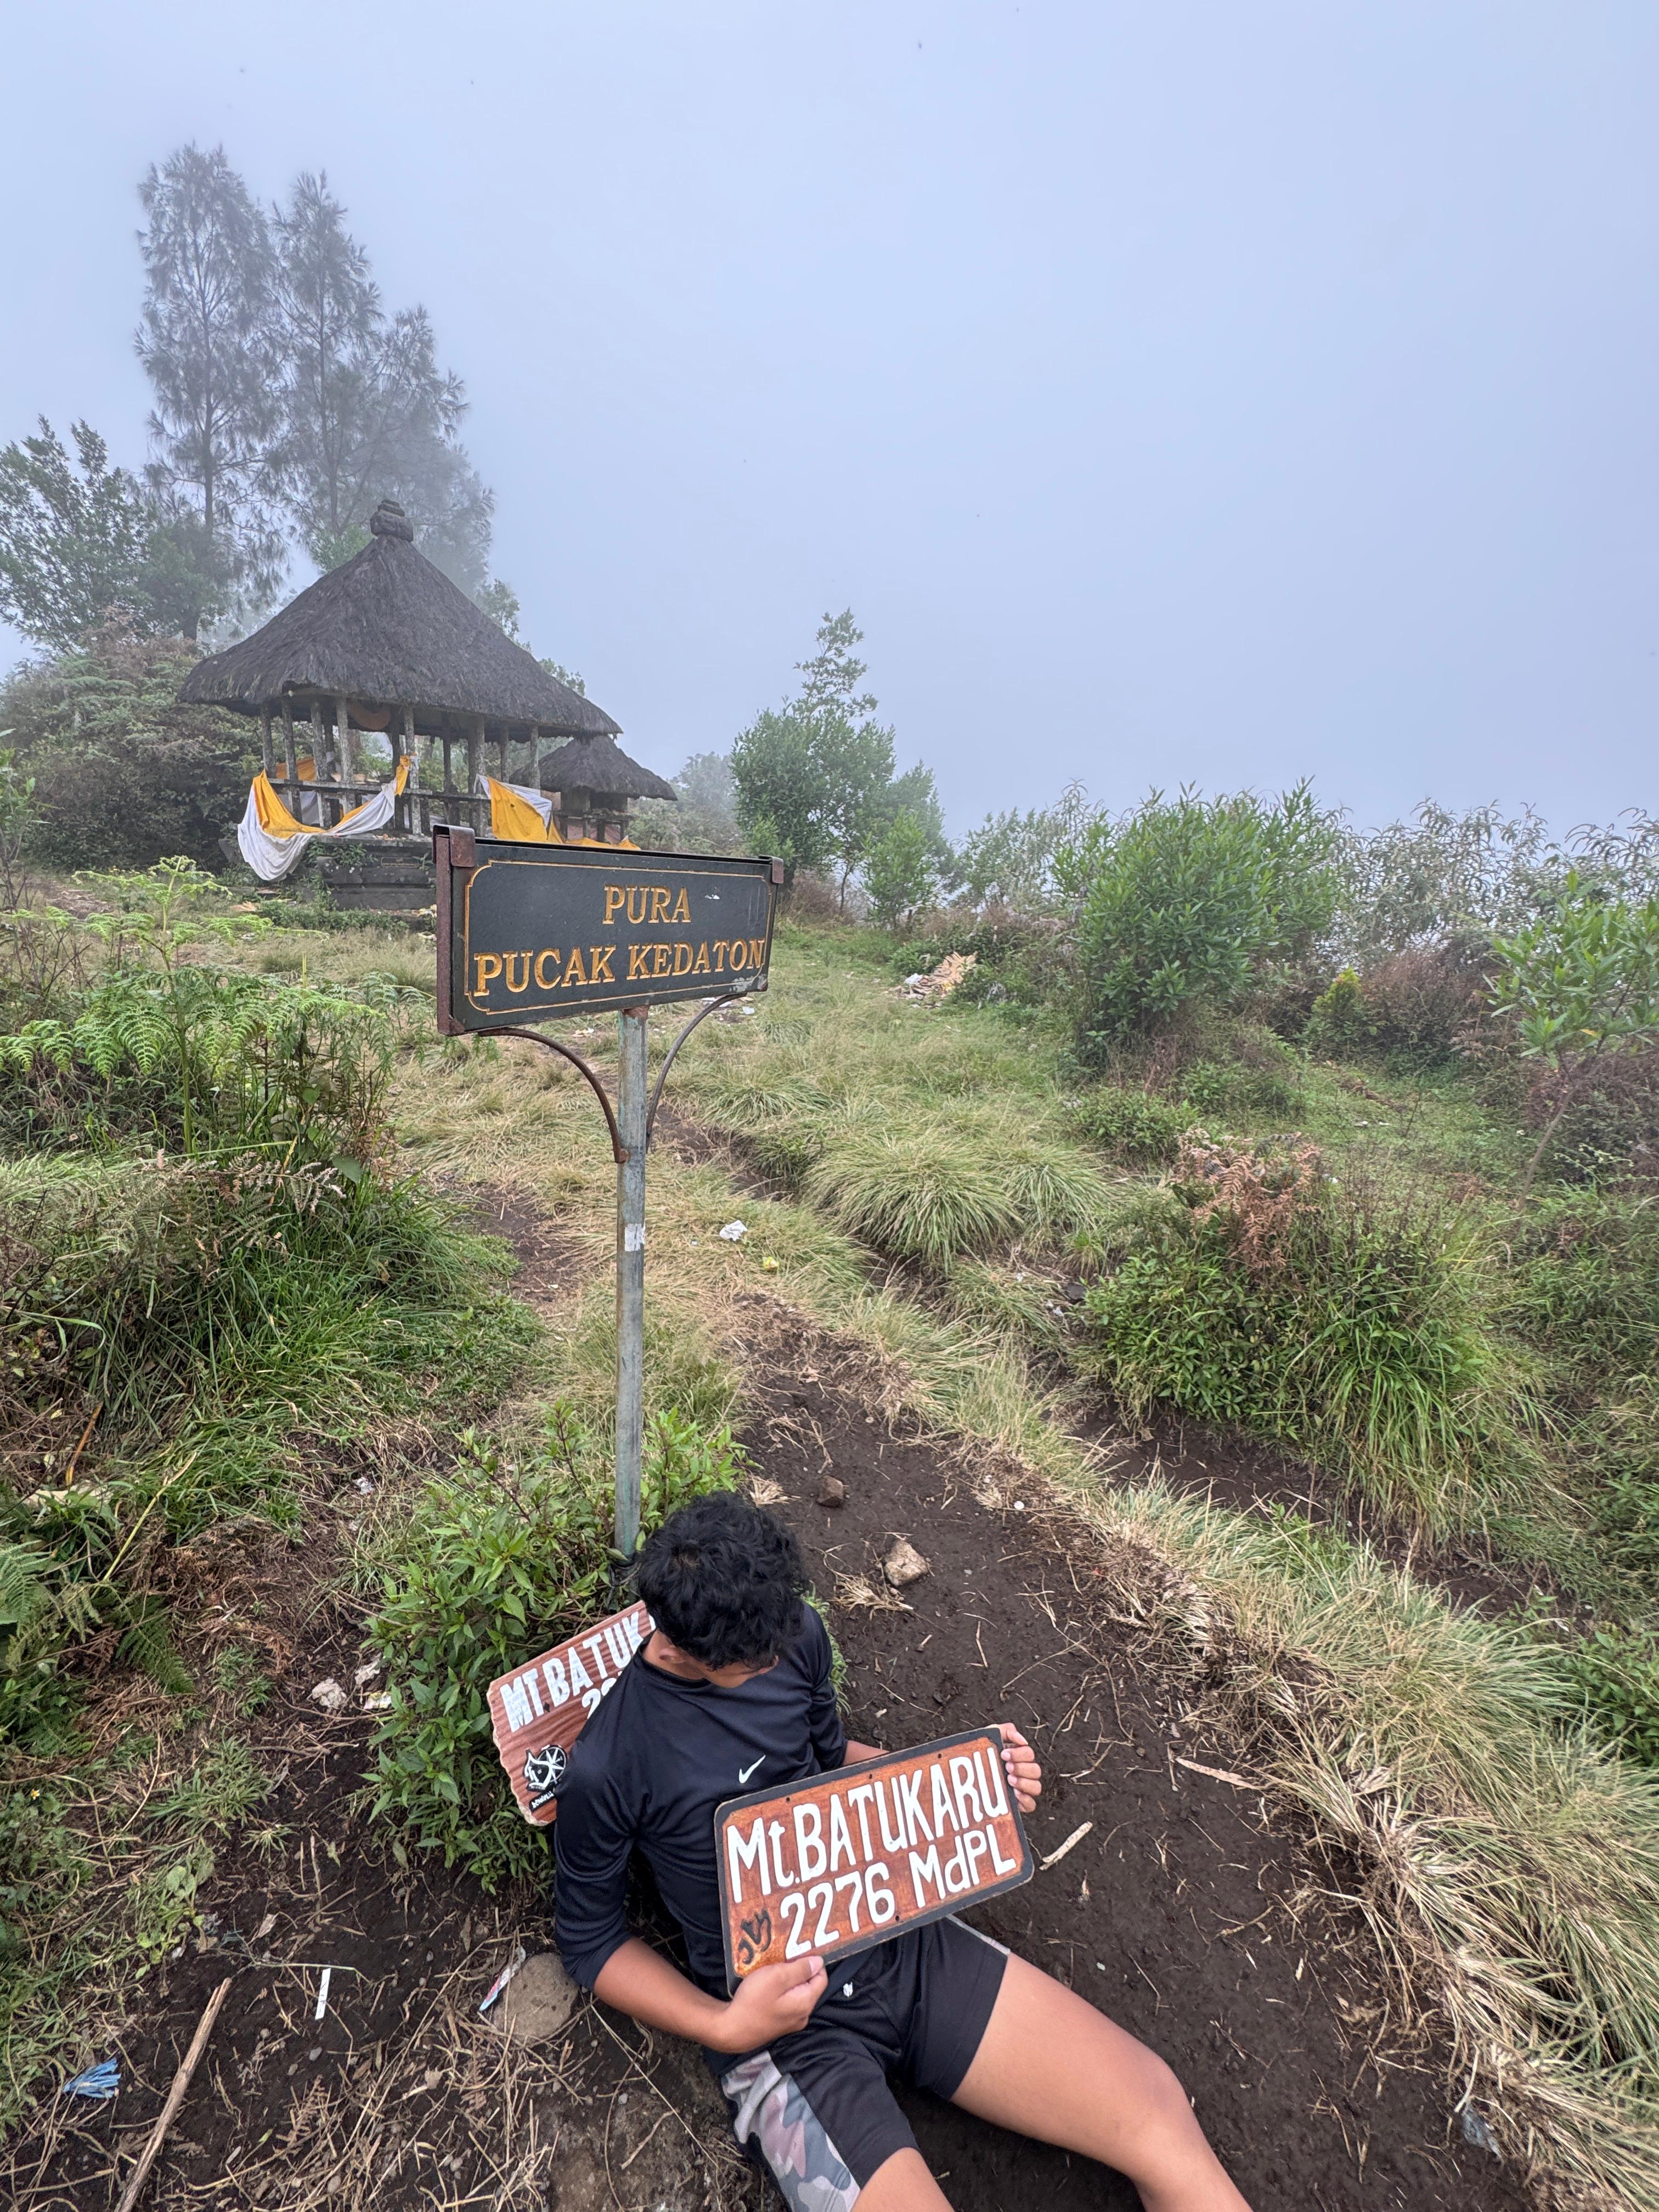 PURA
PUCAK KEDATON
MT.BATUK
Mt.BATUKARU
2276 MdPL